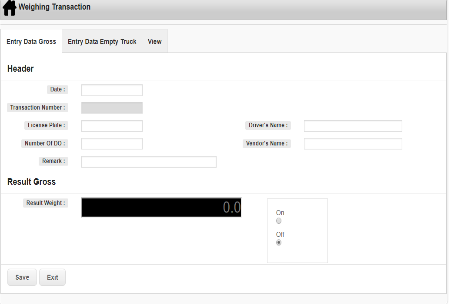 Weighing Transaction
Entry Data Gross Entry Data Empty Truck View
Header
Date :
Transaction Number :
License Plate : Driver's Name :
Number Of DO : Vendor's Name :
Remark :
Result Gross
Result Weight : 0.0
On
Off
Save Exit